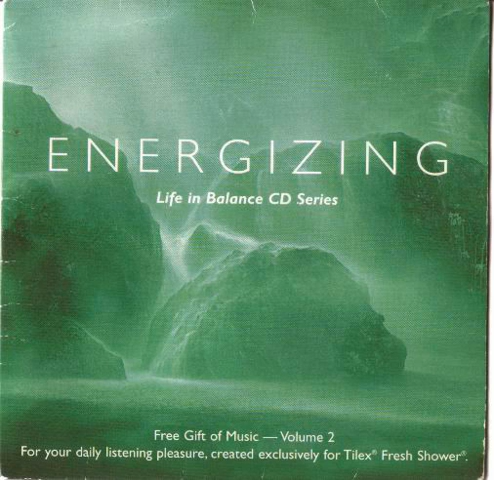 ENERGIZING
Life in Balance CD Series
Free Gift of Music — Volume 2
For your daily listening pleasure, created exclusively for Tilex® Fresh Shower®.